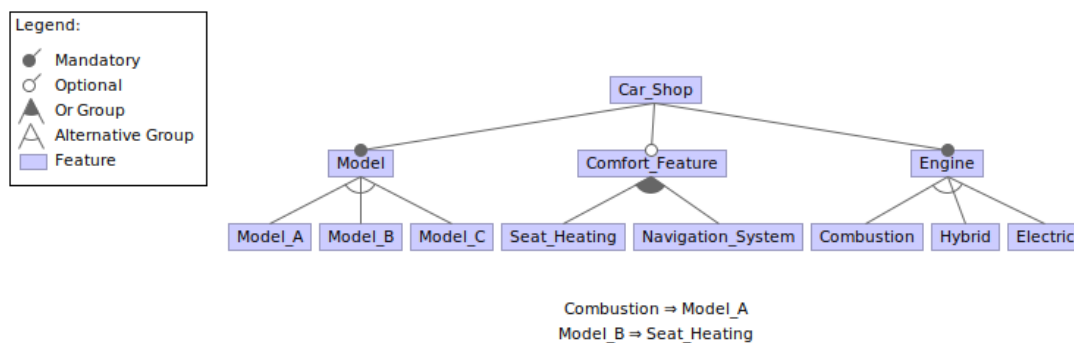 Legend:
Mandatory
Optional
Or Group
Alternative Group
Feature
Car_Shop
Model
Comfort_Feature
Engine
Model_A
Model_B
Model_C
Seat_Heating
Navigation_System
Combustion
Hybrid
Electric
Combustion ⇒ Model_A
Model_B ⇒ Seat_Heating